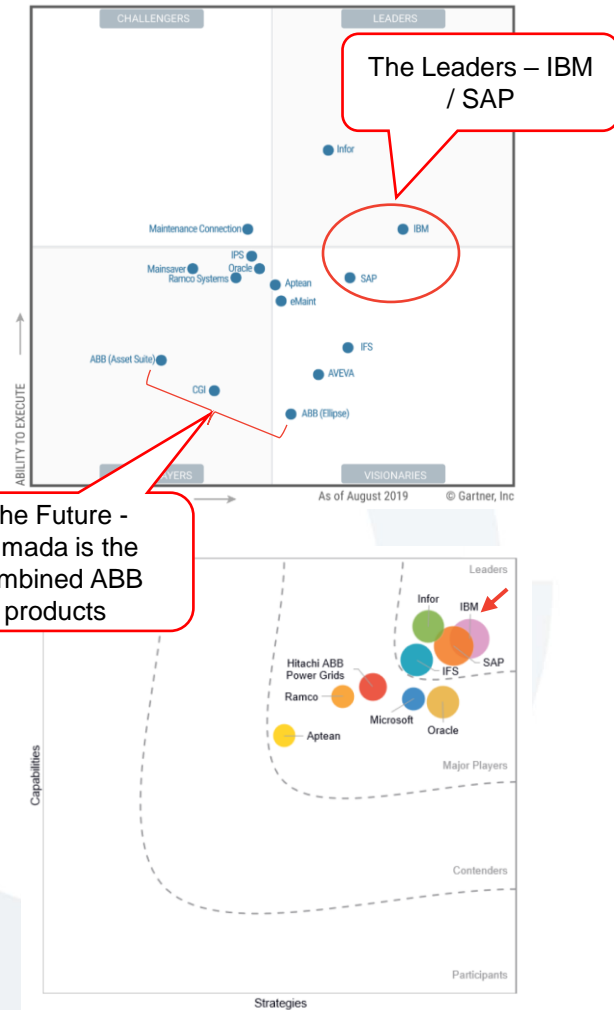 CHALLENGERS
LEADERS
The Leaders – IBM
/ SAP
Infor
Maintenance Connection
IBM
IPS
Mainsaver
Oracle
Ramco Systems
Aptean
SAP
eMaint
IFS
ABB (Asset Suite)
AVEVA
CGI
ABB (Ellipse)
ABILITY TO EXECUTE
VISIONARIES
As of August 2019
© Gartner, Inc
he Future -
mada is the
mbined ABB
products
Leaders
Infor
IBM
SAP
IFS
Hitachi ABB
Power Grids
Ramco
Microsoft
Oracle
Aptean
Major Players
Capabilities
Contenders
Participants
Strategies